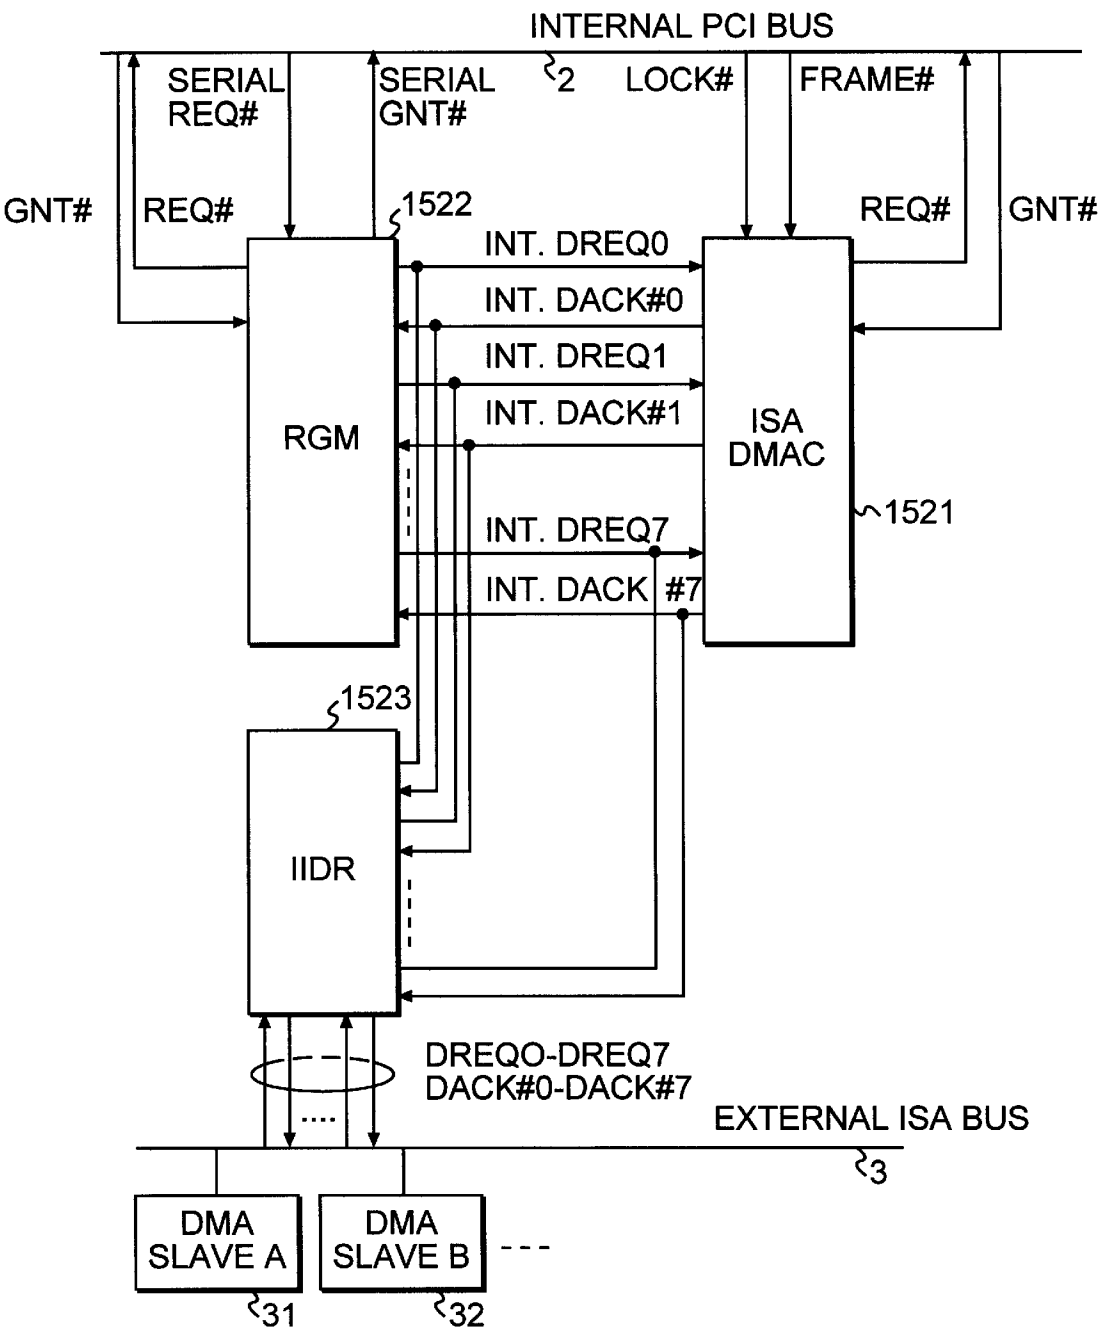 INTERNAL PCI BUS
2
SERIAL
REQ#
SERIAL
GNT#
LOCK#
FRAME#
GNT#
REQ#
REQ#
GNT#
1522
RGM
INT. DREQ0
INT. DACK#0
INT. DREQ1
INT. DACK#1
INT. DREQ7
INT. DACK #7
ISA
DMAC
1521
1523
IIDR
DREQO-DREQ7
DACK#0-DACK#7
EXTERNAL ISA BUS
3
DMA
SLAVE A
31
DMA
SLAVE B
32